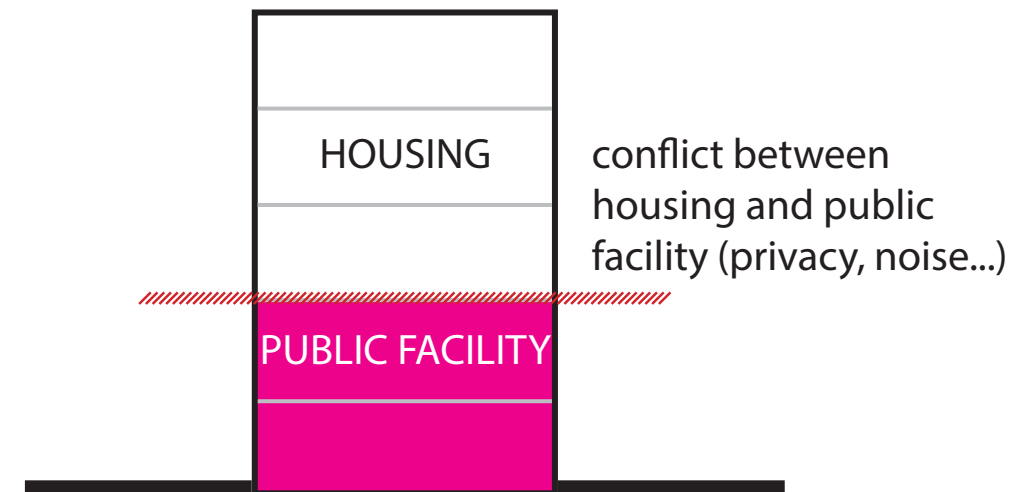 HOUSING
conflict between
housing and public
facility (privacy, noise...)
PUBLIC FACILITY